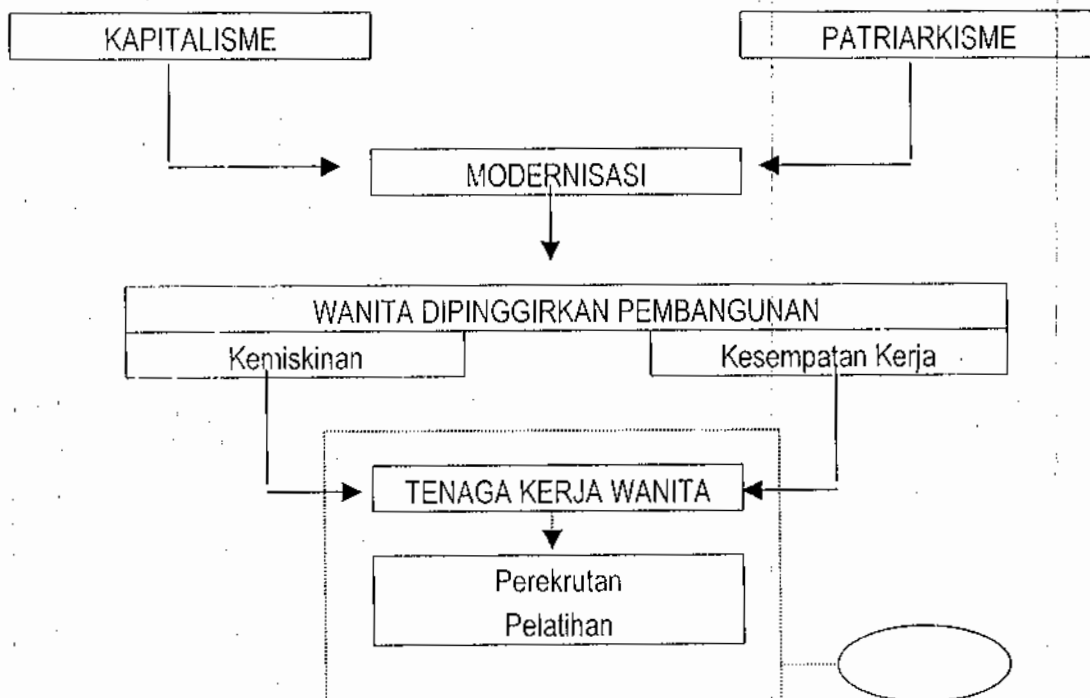 KAPITALISME
PATRIARKISME
MODERNISASI
WANITA DIPINGGIRKAN PEMBANGUNAN
Kemiskinan
Kesempatan Kerja
TENAGA KERJA WANITA
Perekrutan
Pelatihan